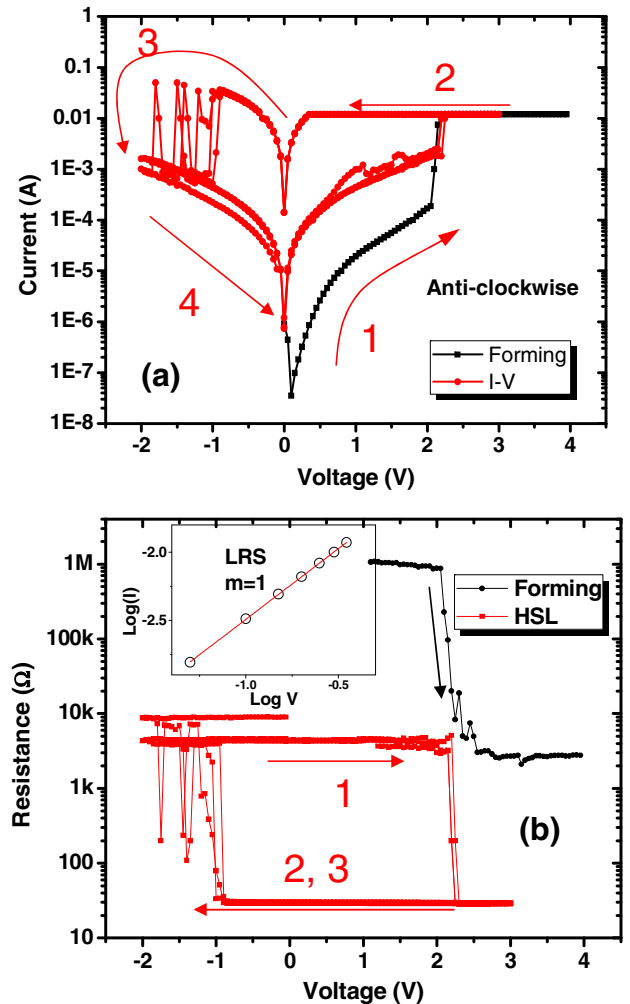 1
0.1
0.01
1E-3
1E-4
1E-5
1E-6
1E-7
1E-8
Current (A)
3
2
4
1
Anti-clockwise
(a)
Forming
I-V
-2 -1 0 1 2 3 4
Voltage (V)
1M
100k
10k
1k
100
10
Resistance (Ω)
-2.0
-2.5
Log(I)
LRS
m=1
-1.0 -0.5
Log V
Forming
HSL
1
2, 3
(b)
-2 -1 0 1 2 3 4
Voltage (V)